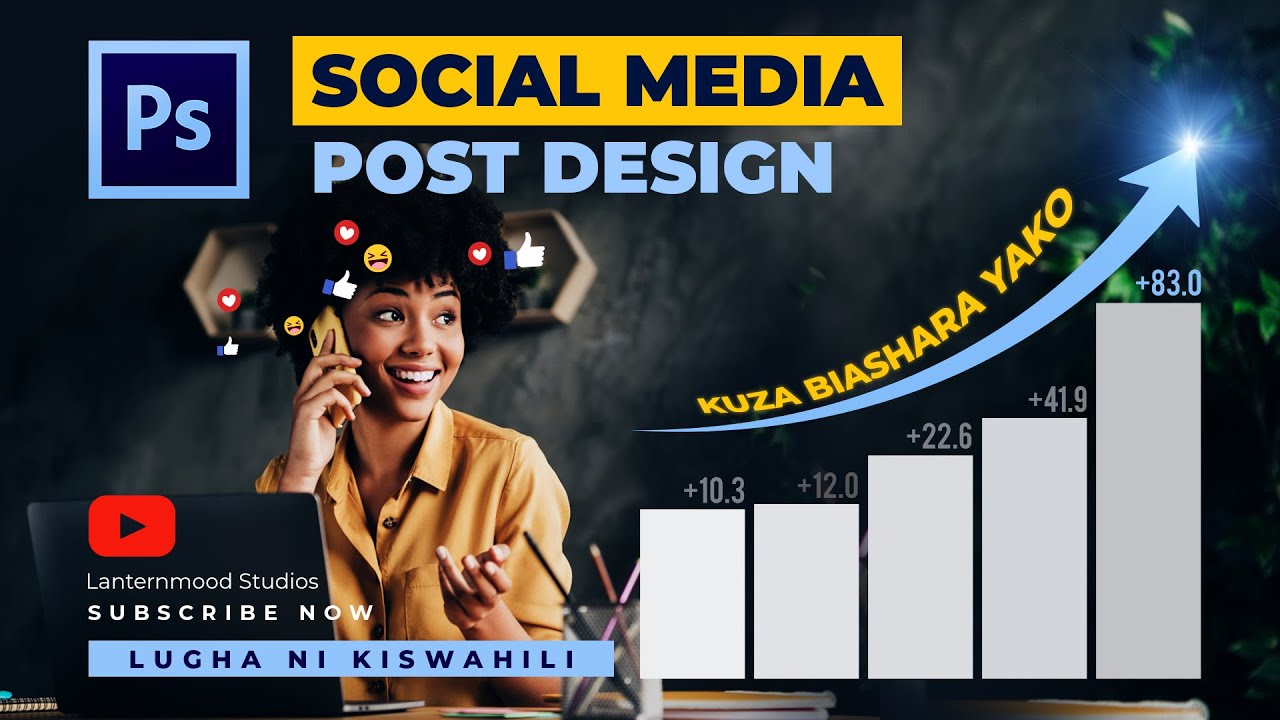 Ps
SOCIAL MEDIA
POST DESIGN
KUZA BIASHARA YAKO
+83.0
+41.9
+22.6
+12.0
+10.3
Lanternmood Studios
SUBSCRIBE NOW
LUGHA NI KISWAHILI